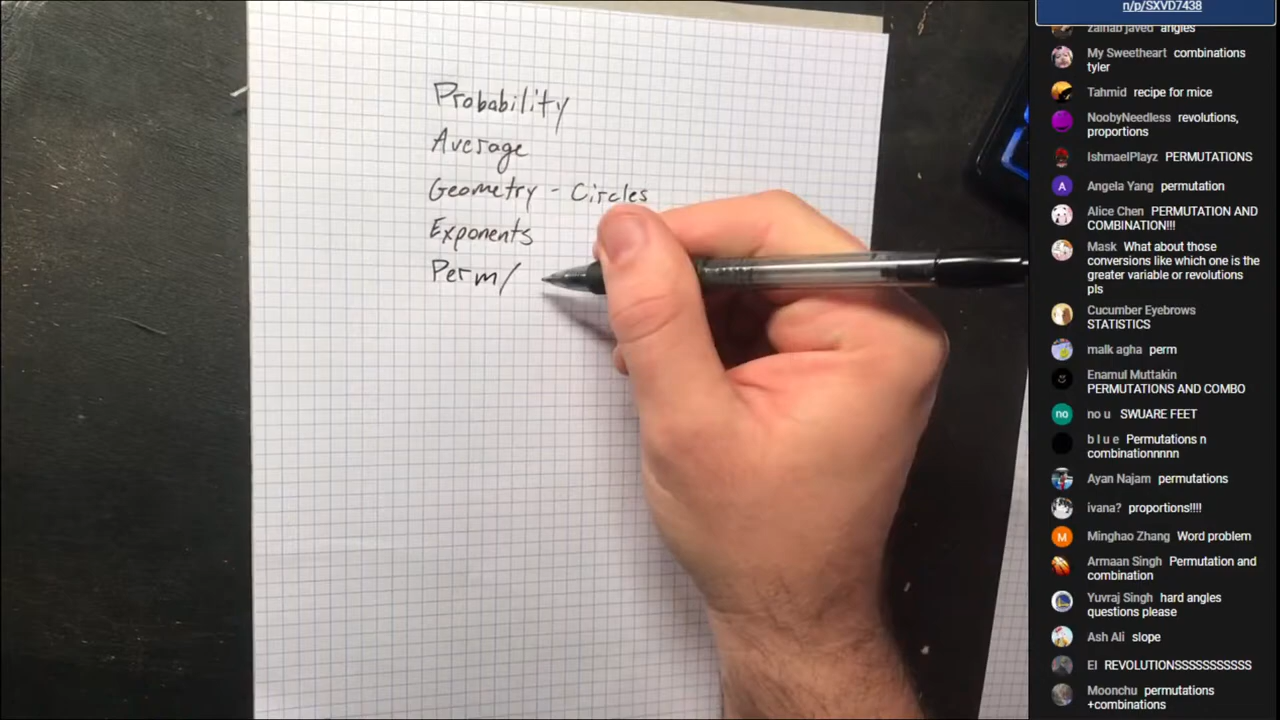 Probability
Average
Geometry - Circles
Exponents
Perm/
n/p/SXVD7438
zainab javed angles
My Sweetheart combinations
tyler
Tahmid recipe for mice
NoobyNeedless revolutions,
proportions
IshmaelPlayz PERMUTATIONS
A Angela Yang permutation
Alice Chen PERMUTATION AND
COMBINATION!!!
Mask What about those
conversions like which one is the
greater variable or revolutions
pls
Cucumber Eyebrows
STATISTICS
malk agha perm
Enamul Muttakin
PERMUTATIONS AND COMBO
no no u SWUARE FEET
b l u e Permutations n
combinationnnnn
Ayan Najam permutations
ivana? proportions!!!!
M Minghao Zhang Word problem
Armaan Singh Permutation and
combination
Yuvraj Singh hard angles
questions please
Ash Ali slope
El REVOLUTIONSSSSSSSSSSS
Moonchu permutations
+combinations